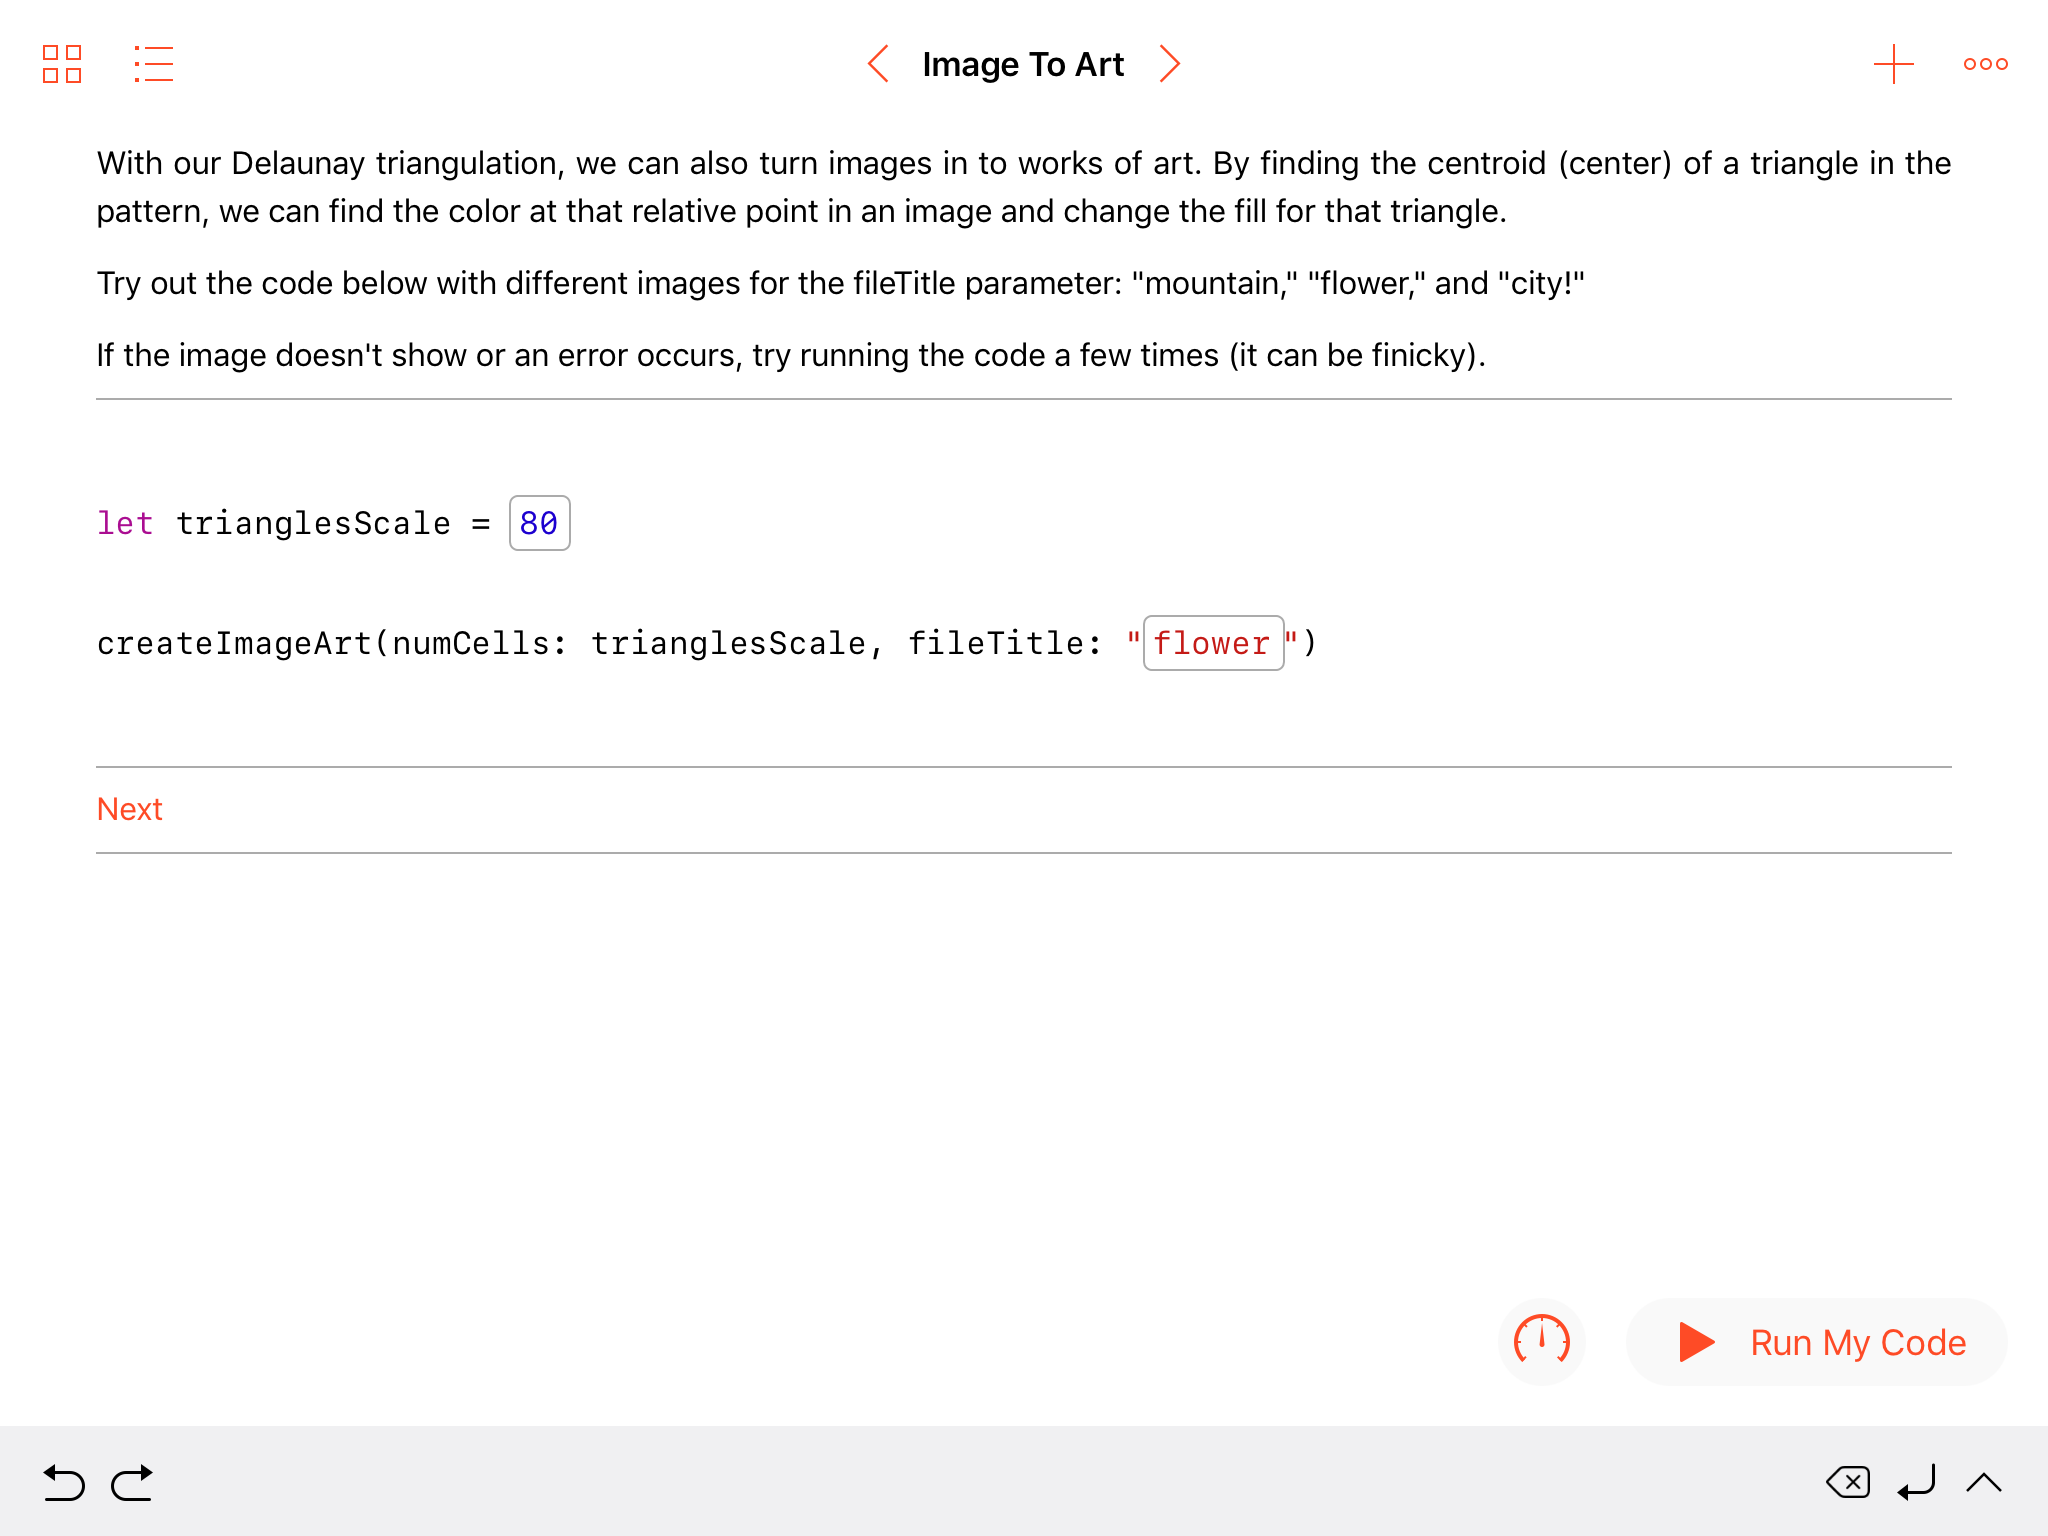 Image To Art
With our Delaunay triangulation, we can also turn images in to works of art. By finding the centroid (center) of a triangle in the
pattern, we can find the color at that relative point in an image and change the fill for that triangle.
Try out the code below with different images for the fileTitle parameter: "mountain," "flower," and "city!"
If the image doesn't show or an error occurs, try running the code a few times (it can be finicky).
let trianglesScale = 80
createImageArt(numCells: trianglesScale, fileTitle: "flower")
Next
Run My Code